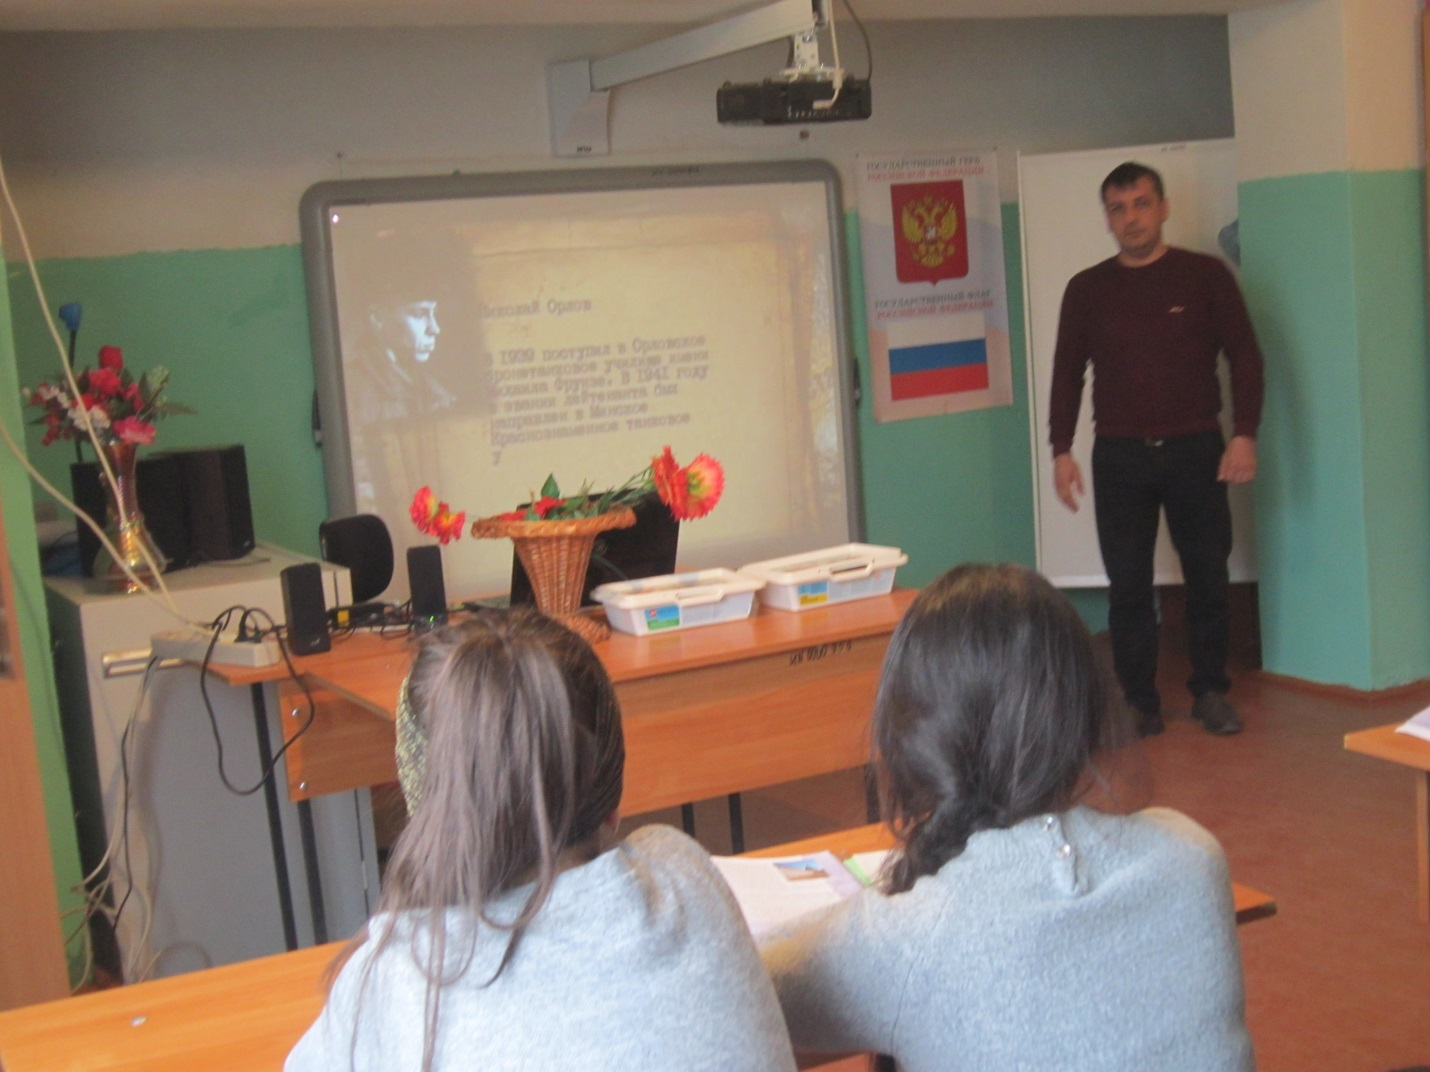 Николай Орлов
В 1939 поступил в Орловское
бронетанковое училище имени
Михаила Фрунзе. В 1941 году
в звании лейтенанта был
направлен в Минское
Краснознаменное танковое
у
ГОСУДАРСТВЕННЫЙ ГЕРБ
РОССИЙСКОЙ ФЕДЕРАЦИИ
ГОСУДАРСТВЕННЫЙ ФЛАГ
РОССИЙСКОЙ ФЕДЕРАЦИИ